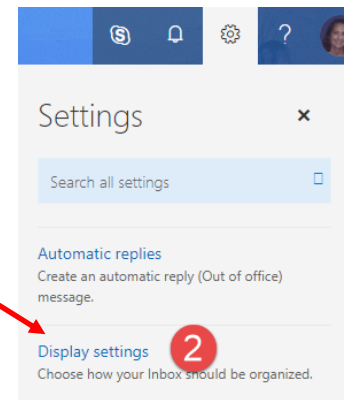 ?
Settings ×
Search all settings
Automatic replies
Create an automatic reply (Out of office)
message.
Display settings 2
Choose how your Inbox should be organized.